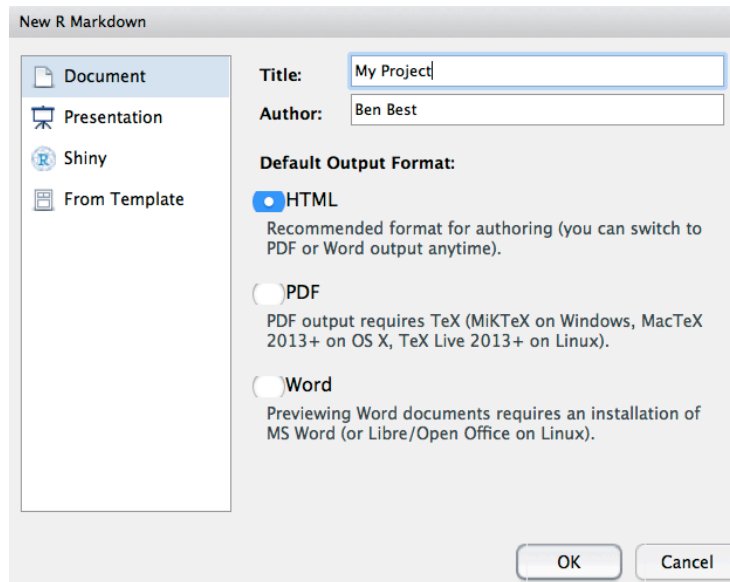 New R Markdown
Document
Presentation
Shiny
From Template
Title: My Project
Author: Ben Best
Default Output Format:
HTML
Recommended format for authoring (you can switch to
PDF or Word output anytime).
PDF
PDF output requires TeX (MiKTeX on Windows, MacTeX
2013+ on OS X, TeX Live 2013+ on Linux).
Word
Previewing Word documents requires an installation of
MS Word (or Libre/Open Office on Linux).
OK
Cancel